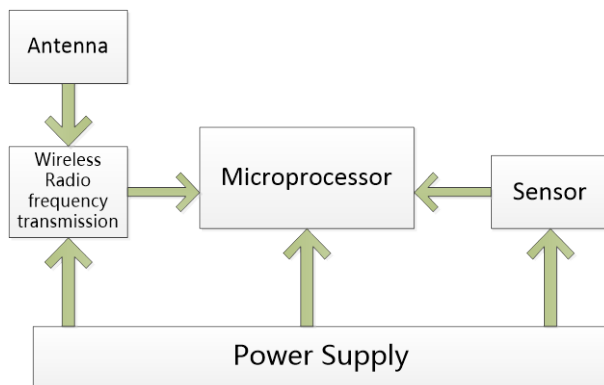 Antenna
Wireless
Radio
frequency
transmission
Microprocessor
Sensor
Power Supply